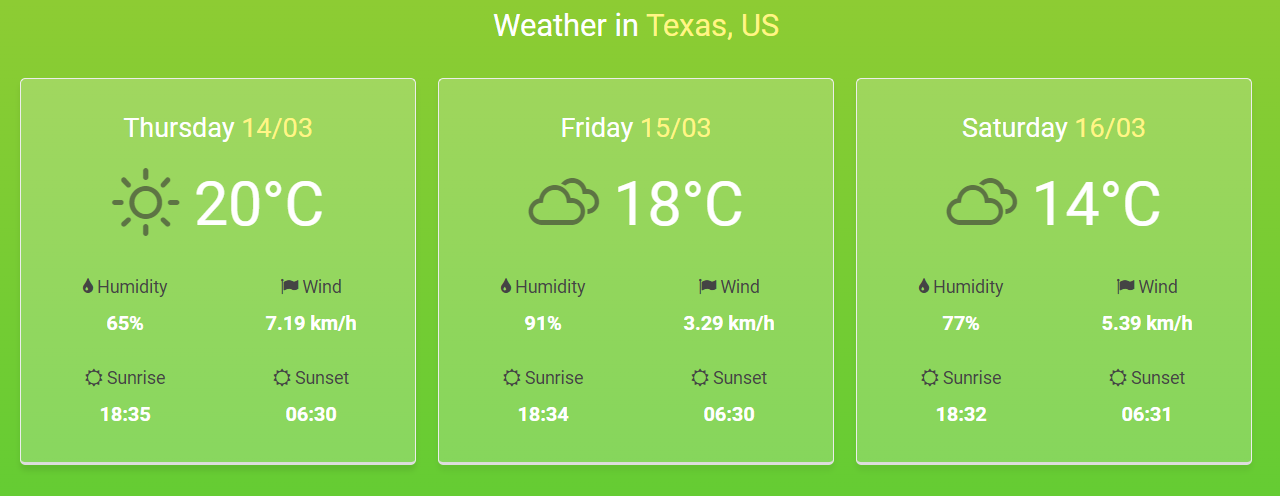 Weather in Texas, US
Thursday 14/03
20°C
Humidity Wind
65% 7.19 km/h
Sunrise Sunset
18:35 06:30
Friday 15/03
18°C
Humidity Wind
91% 3.29 km/h
Sunrise Sunset
18:34 06:30
Saturday 16/03
14°C
Humidity Wind
77% 5.39 km/h
Sunrise Sunset
18:32 06:31